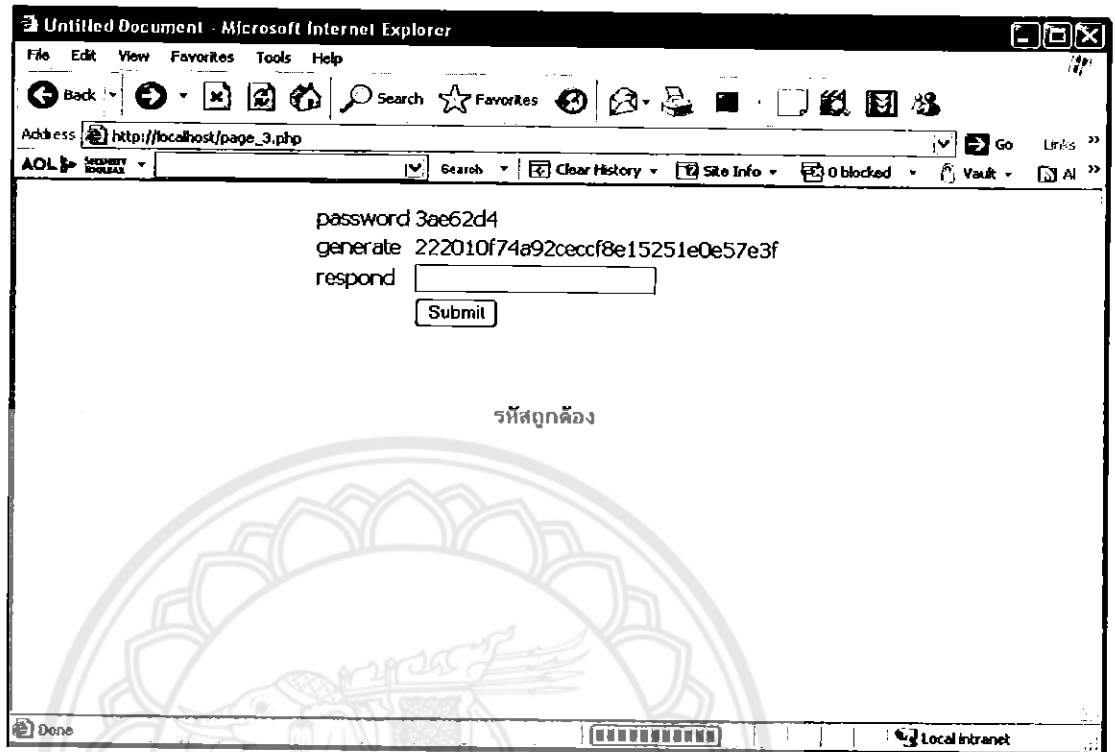 Untitled Document - Microsoft Internet Explorer
File Edit View Favorites Tools Help
Back Search Favorites
Address http://localhost/page_3.php Go Links »
AOL Search Clear History Site Info 0 blocked Vault Al »
password 3ae62d4
generate 222010f74a92ceccf8e15251e0e57e3f
respond
Submit
รหัสถูกต้อง
Done Local intranet